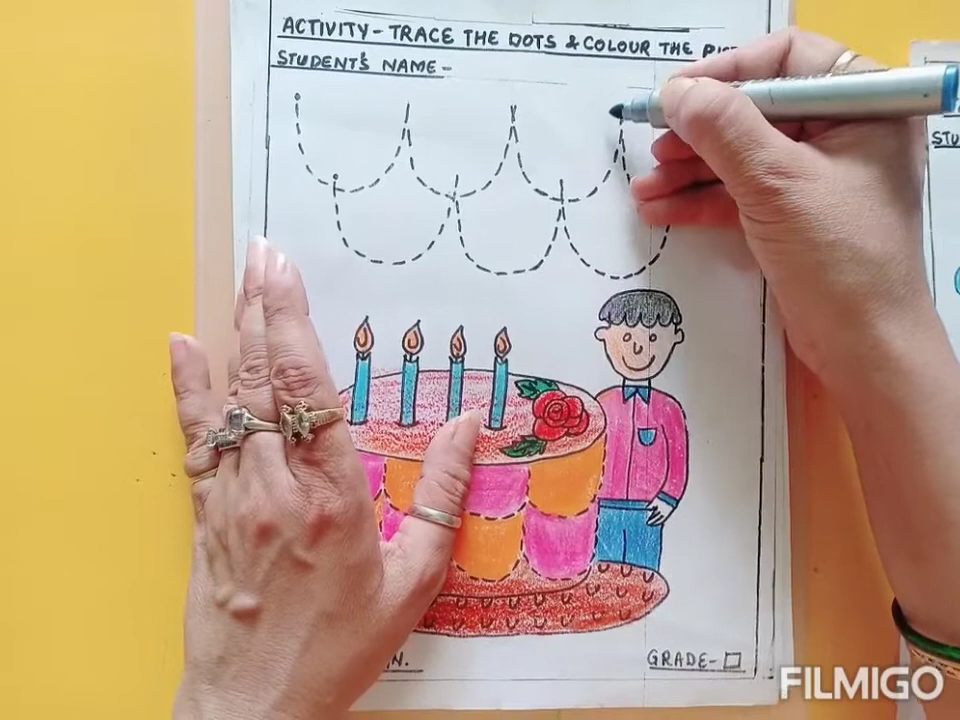 ACTIVITY - TRACE THE DOTS & COLOUR THE
STUDENT'S NAME -
GRADE-
FILMIGO